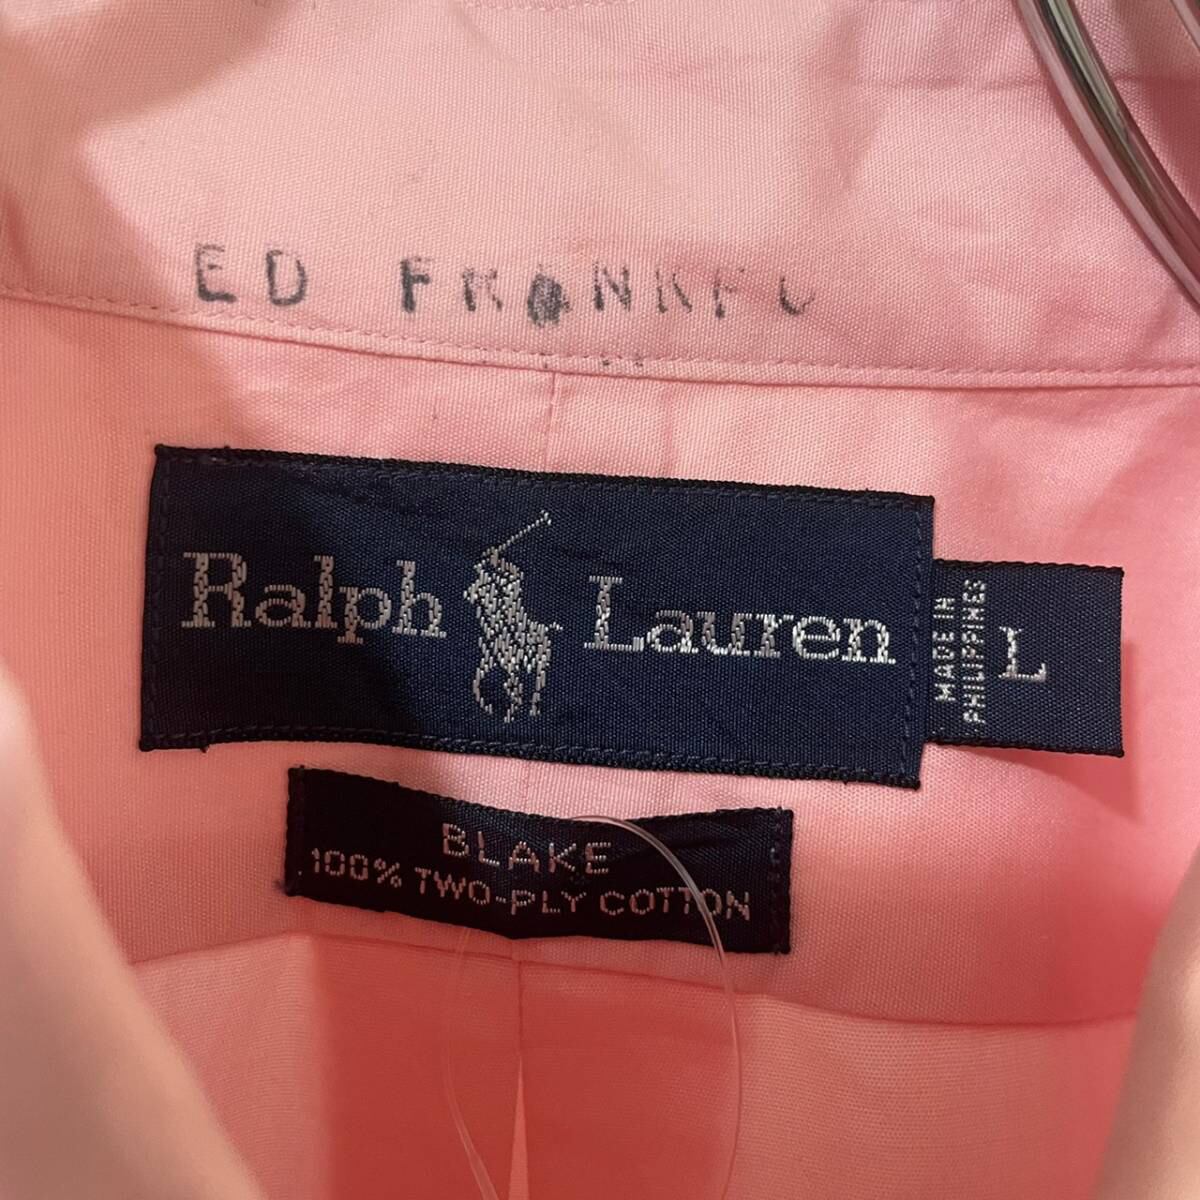 ED
Ralph Lauren
MADE IN
PHILIPPINES
L
BLAKE
100% TWO-PLY COTTON